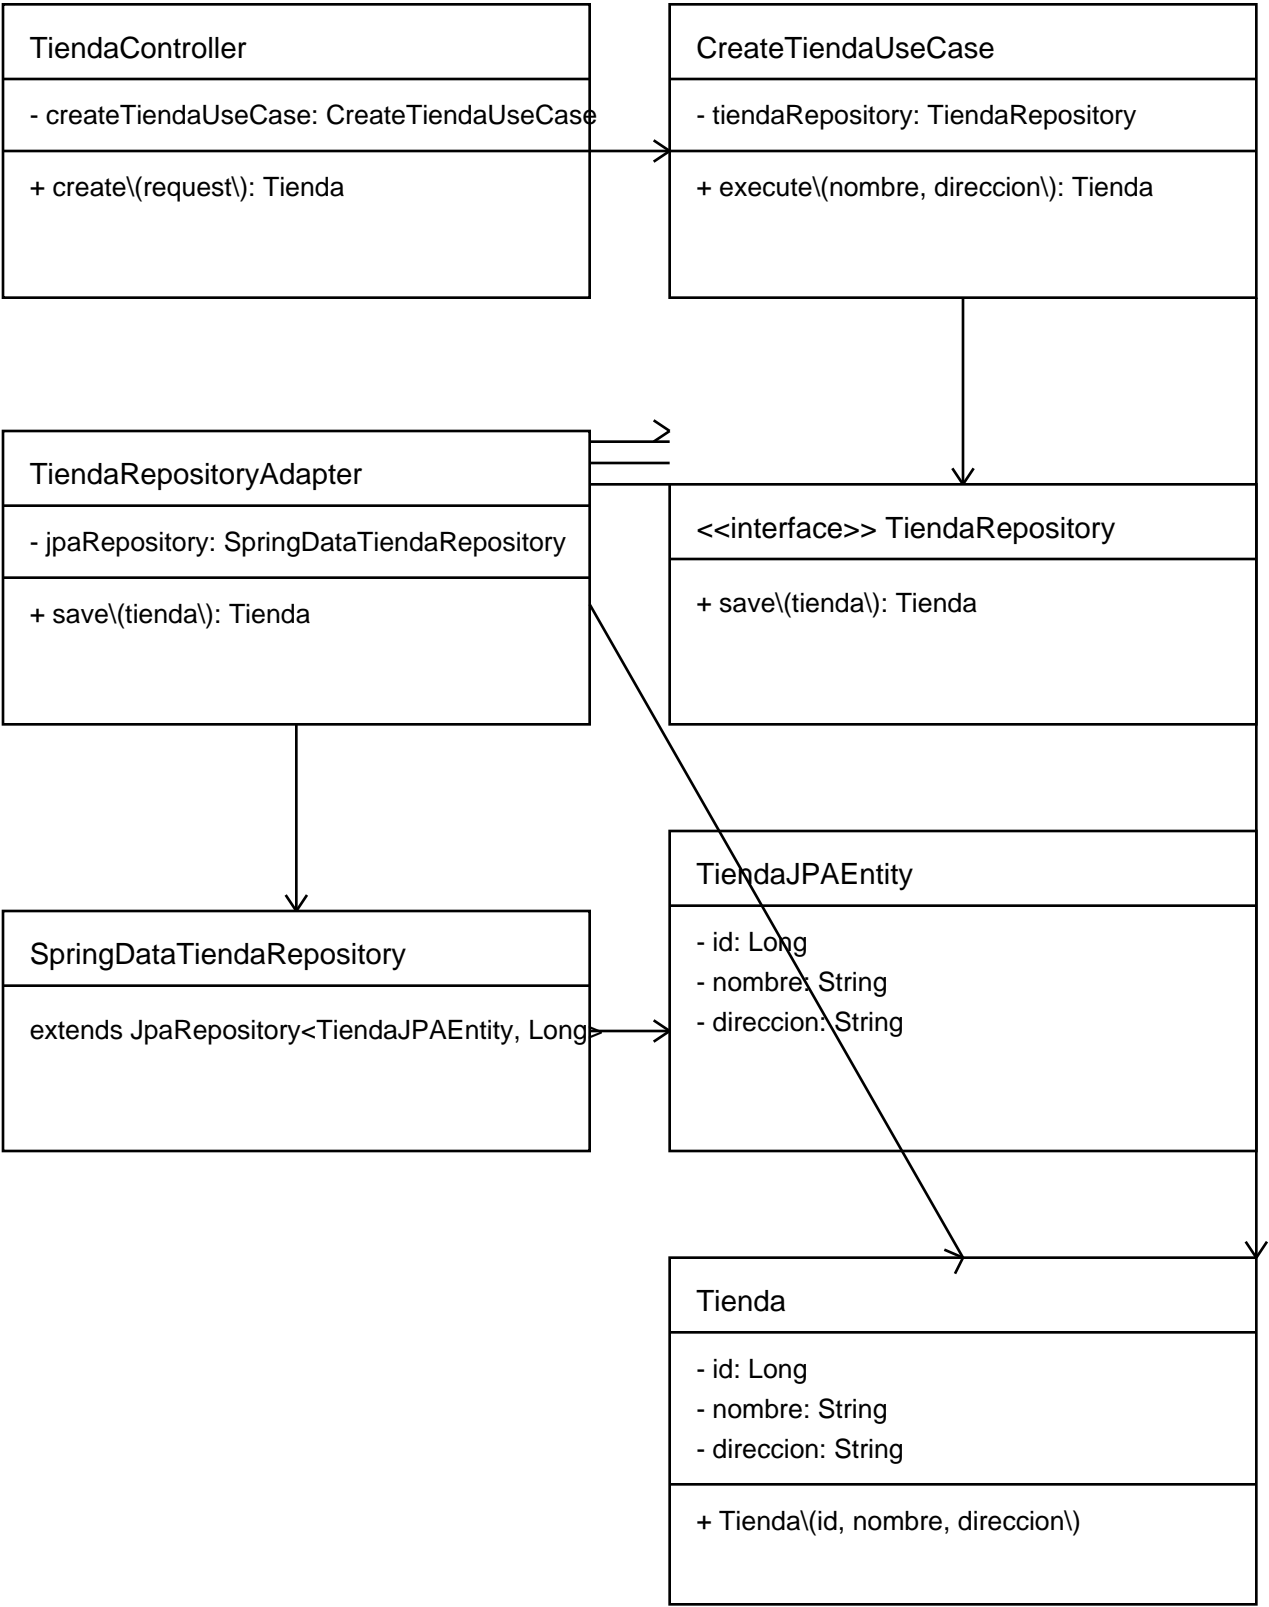 TiendaController
- createTiendaUseCase: CreateTiendaUseCase
+ create\(request\): Tienda
CreateTiendaUseCase
- tiendaRepository: TiendaRepository
+ execute\(nombre, direccion\): Tienda
TiendaRepositoryAdapter
- jpaRepository: SpringDataTiendaRepository
+ save\(tienda\): Tienda
<<interface>> TiendaRepository
+ save\(tienda\): Tienda
SpringDataTiendaRepository
extends JpaRepository<TiendaJPAEntity, Long>
TiendaJPAEntity
- id: Long
- nombre: String
- direccion: String
Tienda
- id: Long
- nombre: String
- direccion: String
+ Tienda\(id, nombre, direccion\)